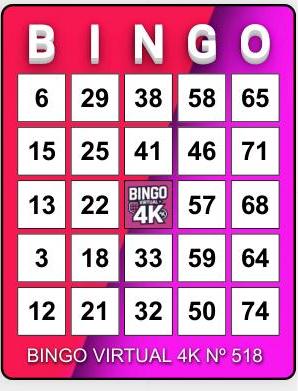 BINGO
6 29 38 58 65
15 25 41 46 71
13 22 BINGO VIRTUAL 4K 57 68
3 18 33 59 64
12 21 32 50 74
BINGO VIRTUAL 4K Nº 518